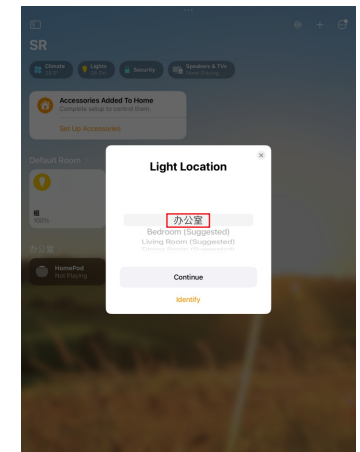 SR
Climate
Lights
Security
Speakers & TVs
Accessories Added To Home
Complete setup to control them.
Set Up Accessories
Default Room
100%
办公室
HomePod
Not Playing
Light Location
办公室
Bedroom (Suggested)
Living Room (Suggested)
Continue
Identify